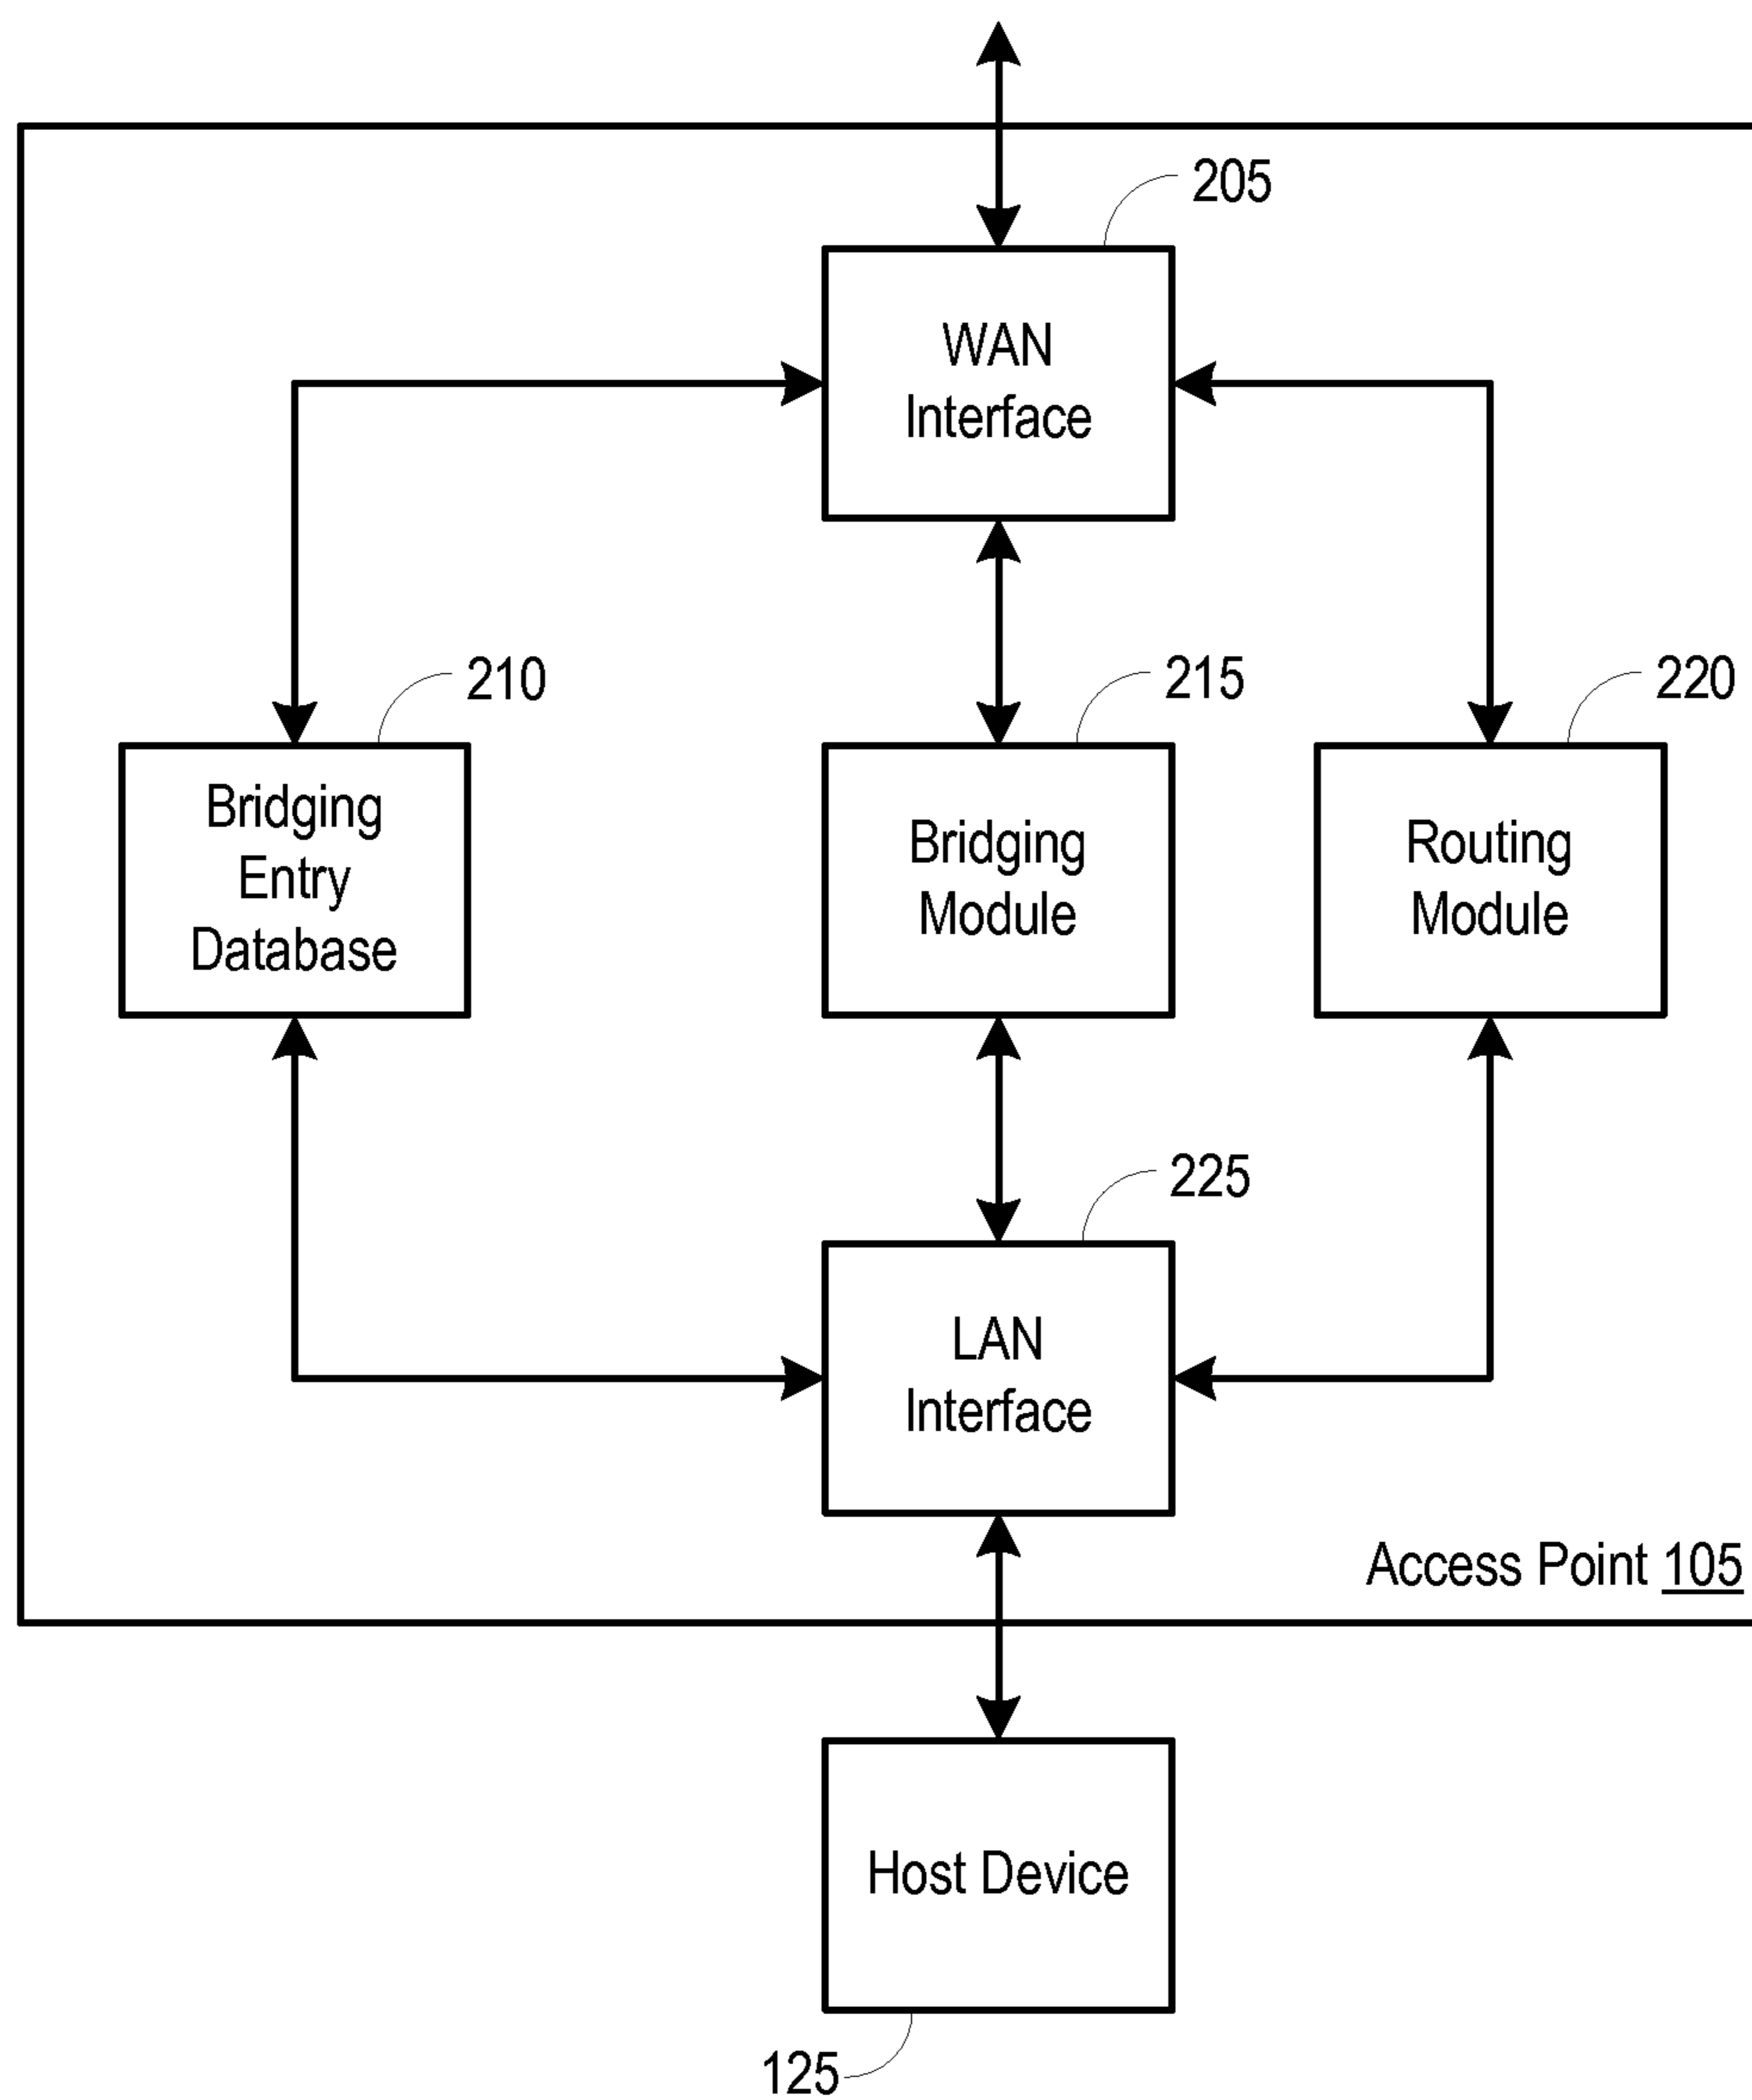 205
WAN
Interface
210
215
220
Bridging
Entry
Database
Bridging
Module
Routing
Module
225
LAN
Interface
Access Point 105
Host Device
125